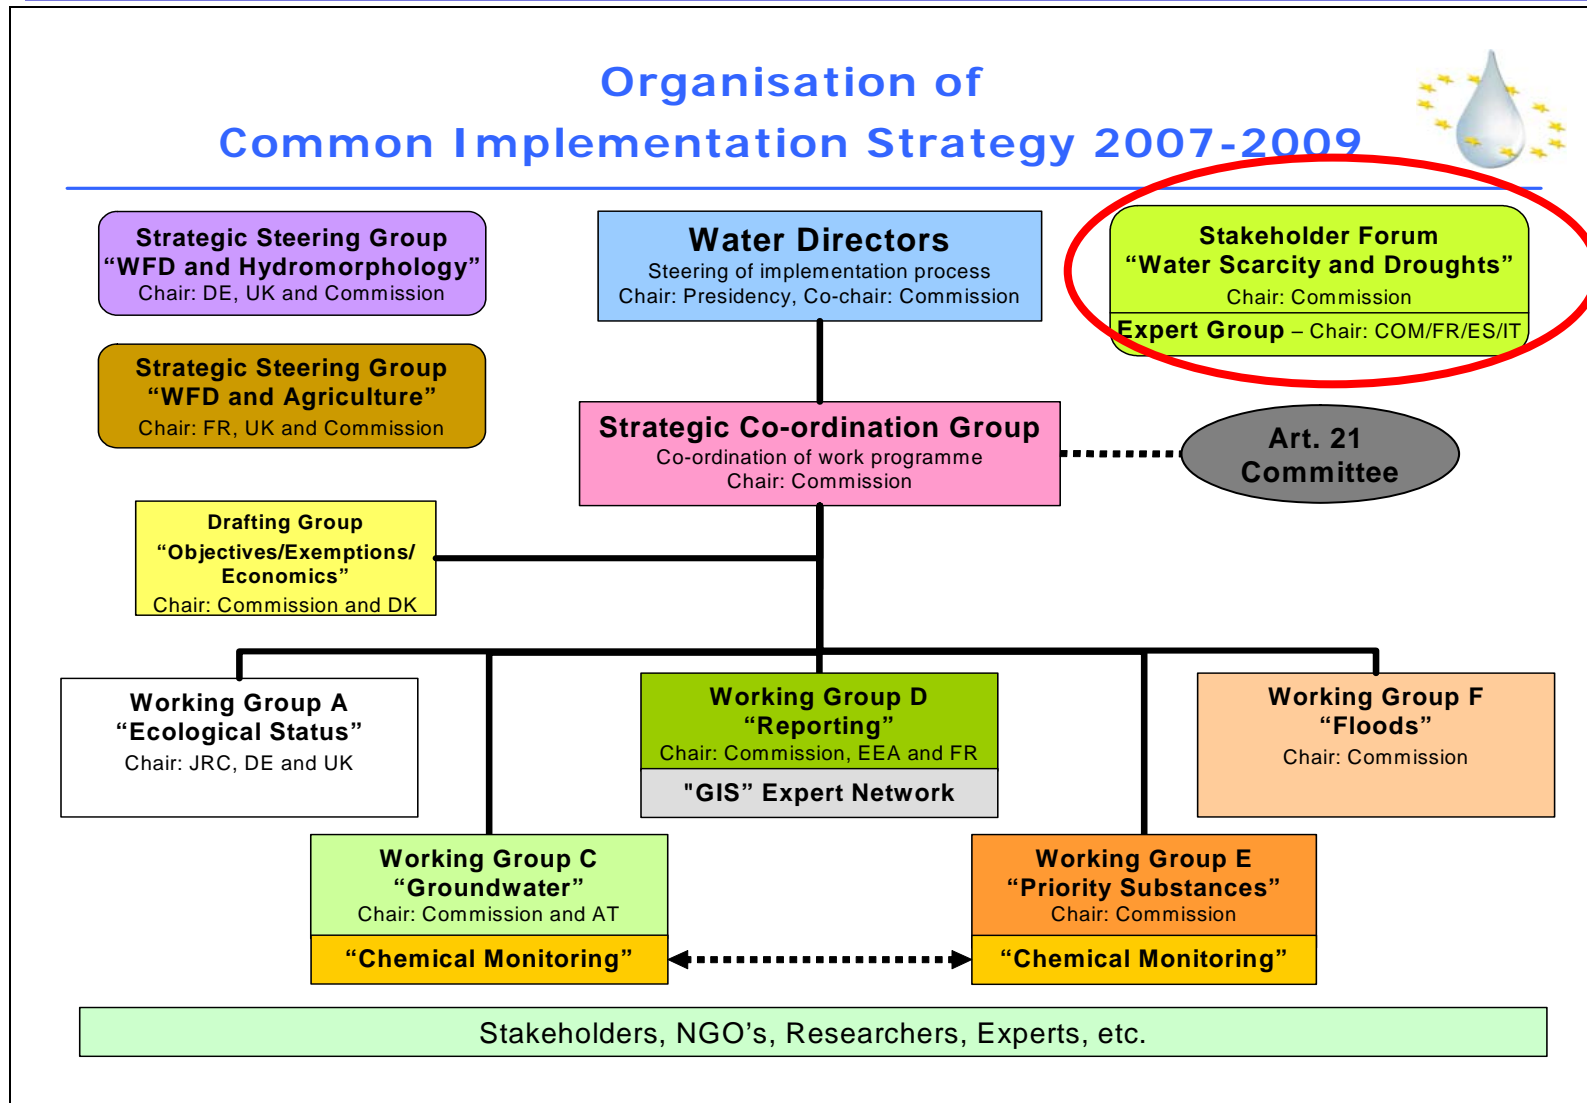 Organisation of
Common Implementation Strategy 2007-2009
Strategic Steering Group
“WFD and Hydromorphology”
Chair: DE, UK and Commission
Water Directors
Steering of implementation process
Chair: Presidency, Co-chair: Commission
Stakeholder Forum
“Water Scarcity and Droughts”
Chair: Commission
Expert Group – Chair: COM/FR/ES/IT
Strategic Steering Group
“WFD and Agriculture”
Chair: FR, UK and Commission
Strategic Co-ordination Group
Co-ordination of work programme
Chair: Commission
Art. 21
Committee
Drafting Group
“Objectives/Exemptions/
Economics”
Chair: Commission and DK
Working Group A
“Ecological Status”
Chair: JRC, DE and UK
Working Group D
“Reporting”
Chair: Commission, EEA and FR
"GIS” Expert Network
Working Group F
“Floods”
Chair: Commission
Working Group C
“Groundwater”
Chair: Commission and AT
“Chemical Monitoring”
Working Group E
“Priority Substances”
Chair: Commission
“Chemical Monitoring”
Stakeholders, NGO’s, Researchers, Experts, etc.